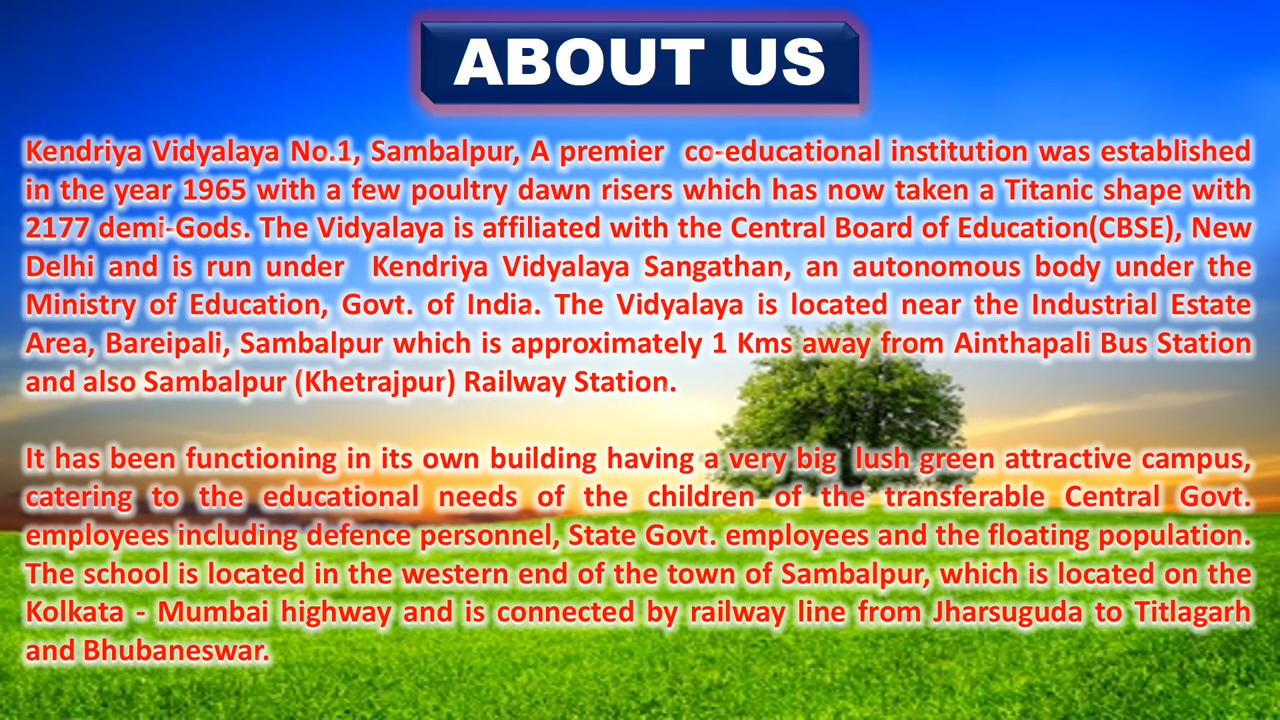 ABOUT US
Kendriya Vidyalaya No.1, Sambalpur, A premier co-educational institution was established
in the year 1965 with a few poultry dawn risers which has now taken a Titanic shape with
2177 demi-Gods. The Vidyalaya is affiliated with the Central Board of Education(CBSE), New
Delhi and is run under Kendriya Vidyalaya Sangathan, an autonomous body under the
Ministry of Education, Govt. of India. The Vidyalaya is located near the Industrial Estate
Area, Bareipali, Sambalpur which is approximately 1 Kms away from Ainthapali Bus Station
and also Sambalpur (Khetrajpur) Railway Station.
It has been functioning in its own building having a very big lush green attractive campus,
catering to the educational needs of the children of the transferable Central Govt.
employees including defence personnel, State Govt. employees and the floating population.
The school is located in the western end of the town of Sambalpur, which is located on the
Kolkata - Mumbai highway and is connected by railway line from Jharsuguda to Titlagarh
and Bhubaneswar.